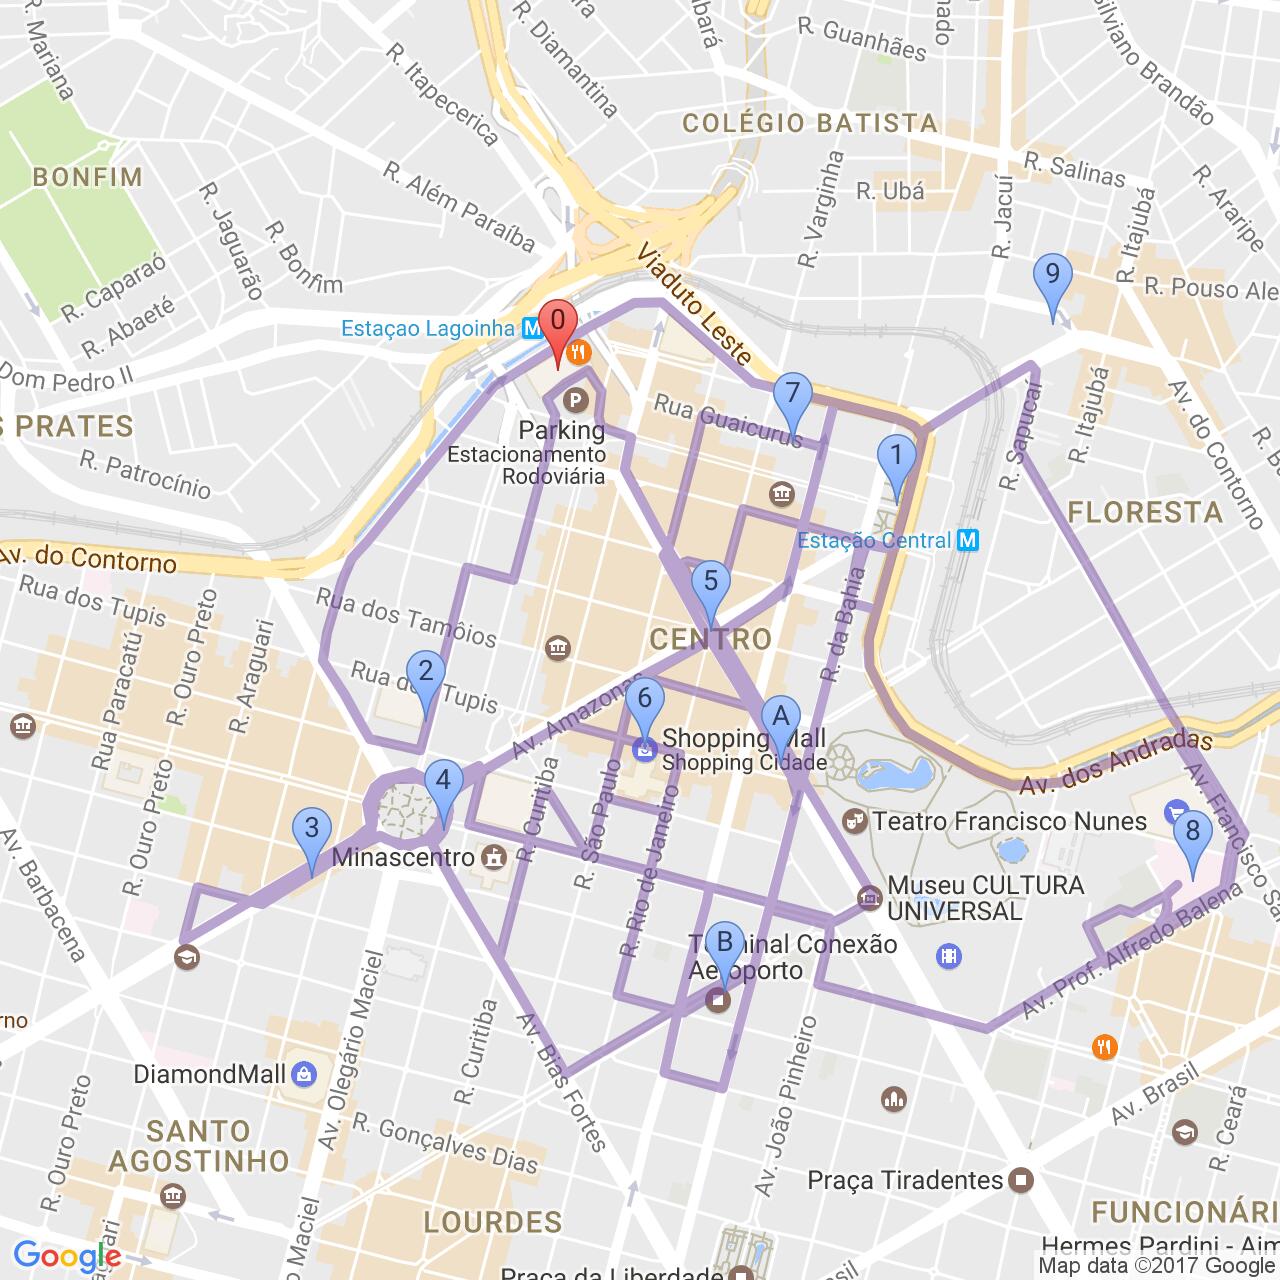 R. Mariana
R. Itapecerica
R. Diamantina
R. Guanhães
Silviano Brandão
COLÉGIO BATISTA
BONFIM
R. Além Paraíba
R. Jaguarão
R. Bonfim
R. Varginha
R. Ubá
R. Jacuí
R. Salinas
R. Itajubá
R. Araripe
R. Caparaó
R. Abaeté
Viaduto Leste
9
R. Pouso Ale
Estaçao Lagoinha M
0
Dom Pedro II
7
Rua Guaicurus
P
Parking
Estacionamento
Rodoviária
S PRATES
R. Patrocínio
R. Sapucaí
R. Itajubá
Av. do Contorno
1
FLORESTA
Estação Central M
Av. do Contorno
Rua dos Tupis
Rua dos Tamôios
5
CENTRO
R. da Bahia
Rua Paracatú
R. Ouro Preto
R. Araguari
2
Rua dos Tupis
6
A
Av. Amazonas
Shopping Mall
Shopping Cidade
Av. dos Andradas
4
3
8
R. Ouro Preto
R. Curitiba
R. São Paulo
R. Rio de Janeiro
Teatro Francisco Nunes
Av. Francisco Sa
Minascentro
Av. Barbacena
Museu CULTURA
UNIVERSAL
B
Terminal Conexão
Aeroporto
Av. Prof. Alfredo Balena
rno
Av. Olegário Maciel
R. Curitiba
Av. Bias Fortes
Av. João Pinheiro
DiamondMall
R. Ouro Preto
SANTO
AGOSTINHO
R. Gonçalves Dias
Av. Brasil
R. Ceará
Praça Tiradentes
LOURDES
FUNCIONÁRI
Maciel
Google
Praça da Liberdade
Hermes Pardini - Aim
Map data ©2017 Google